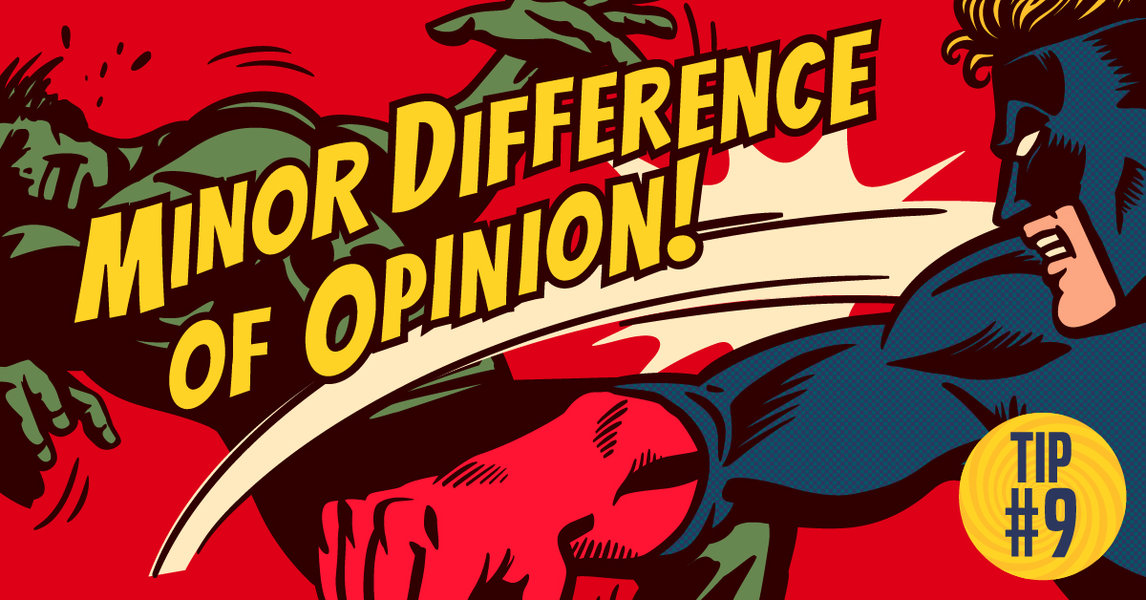 MINOR DIFFERENCE
OF OPINION!
TIP
#9